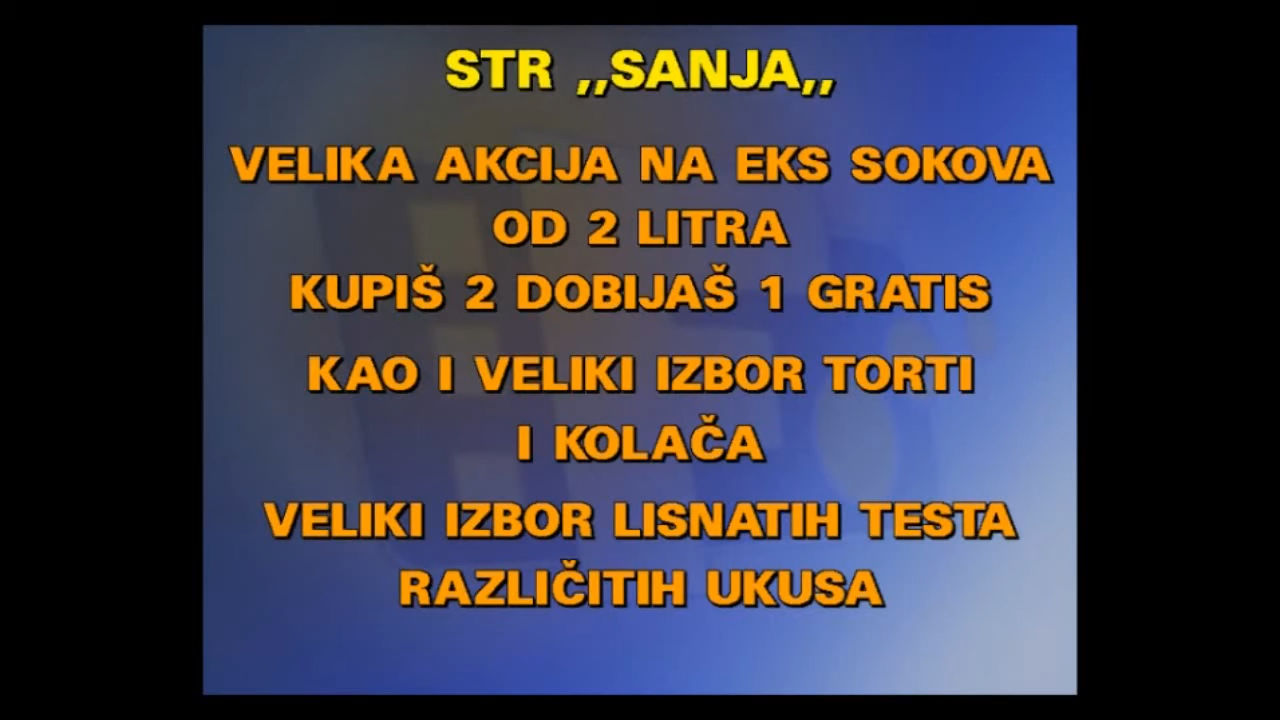 STR ,,SANJA,,
VELIKA AKCIJA NA EKS SOKOVA
OD 2 LITRA
KUPIŠ 2 DOBIJAŠ 1 GRATIS
KAO I VELIKI IZBOR TORTI
I KOLAČA
VELIKI IZBOR LISNATIH TESTA
RAZLIČITIH UKUSA